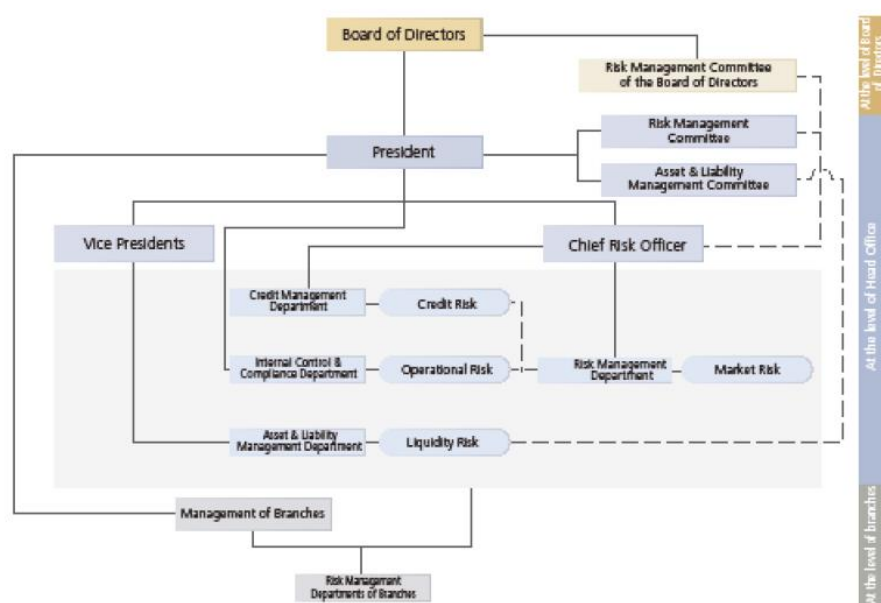 Board of Directors
Risk Management Committee
of the Board of Directors
At the level of Board
of Directors
President
Risk Management
Committee
Asset & Liability
Management Committee
Vice Presidents
Chief Risk Officer
At the level of Head Office
Credit Management
Department
Credit Risk
Internal Control &
Compliance Department
Operational Risk
Risk Management
Department
Market Risk
Asset & Liability
Management Department
Liquidity Risk
Management of Branches
At the level of branches
Risk Management
Departments of Branches